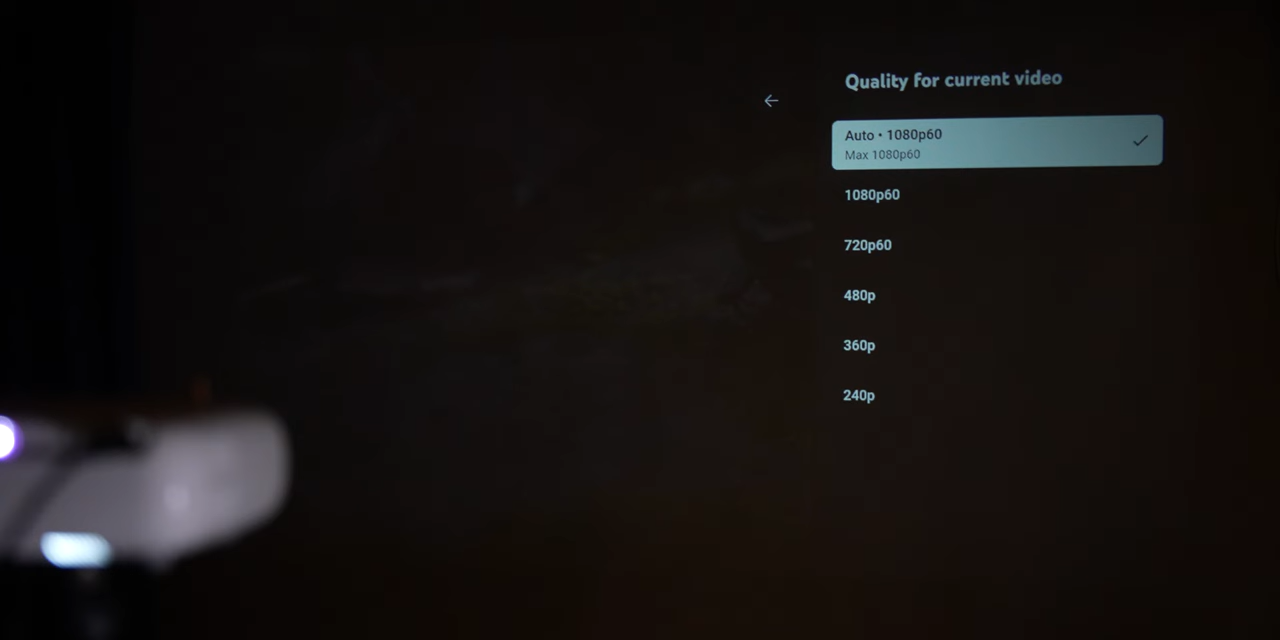 Quality for current video
Auto • 1080p60
Max 1080p60
1080p60
720p60
480p
360p
240p